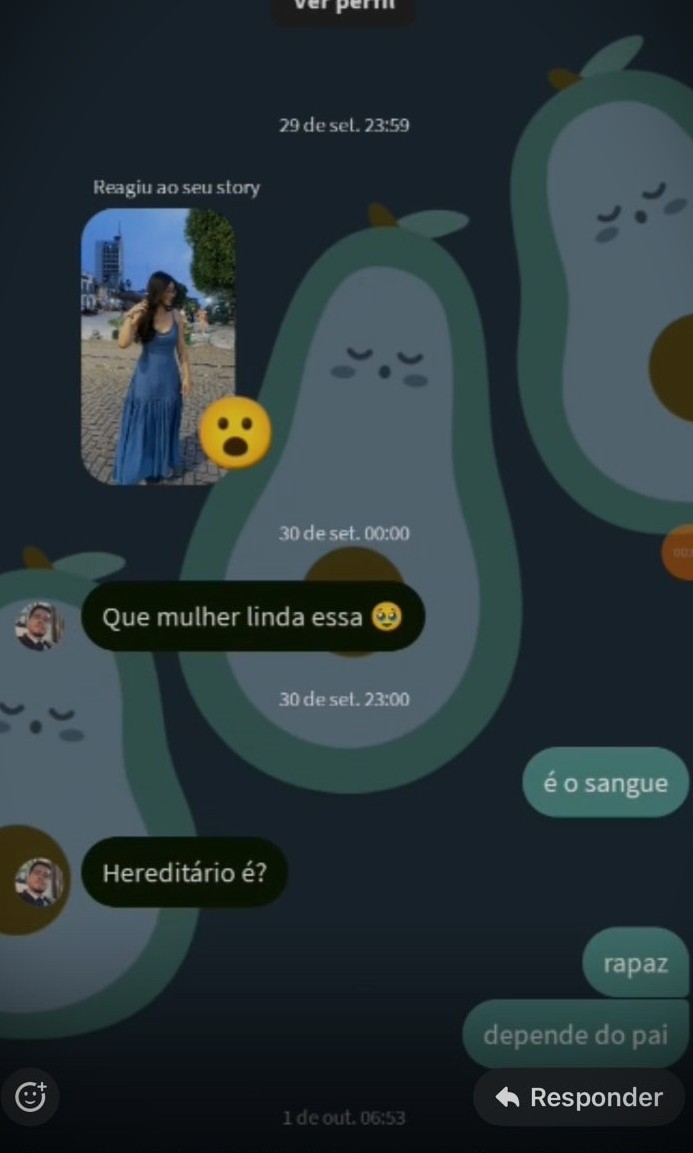 Ver perfil
29 de set. 23:59
Reagiu ao seu story
30 de set. 00:00
Que mulher linda essa 🥹
30 de set. 23:00
é o sangue
Hereditário é?
rapaz
depende do pai
Responder
1 de out. 06:53